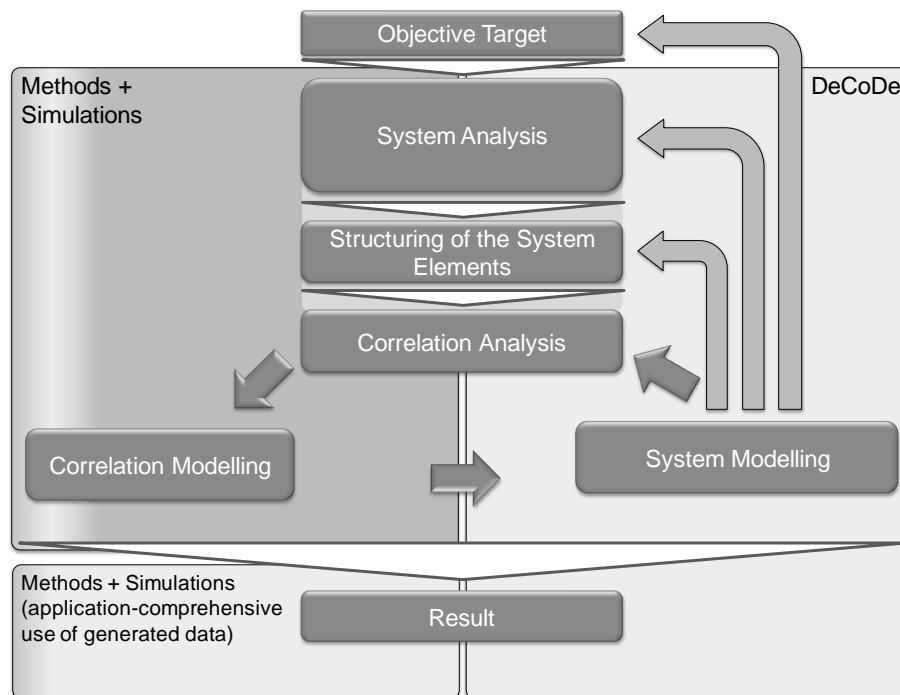 Objective Target
Methods +
Simulations
DeCoDe
System Analysis
Structuring of the System
Elements
Correlation Analysis
Correlation Modelling
System Modelling
Methods + Simulations
(application-comprehensive
use of generated data)
Result